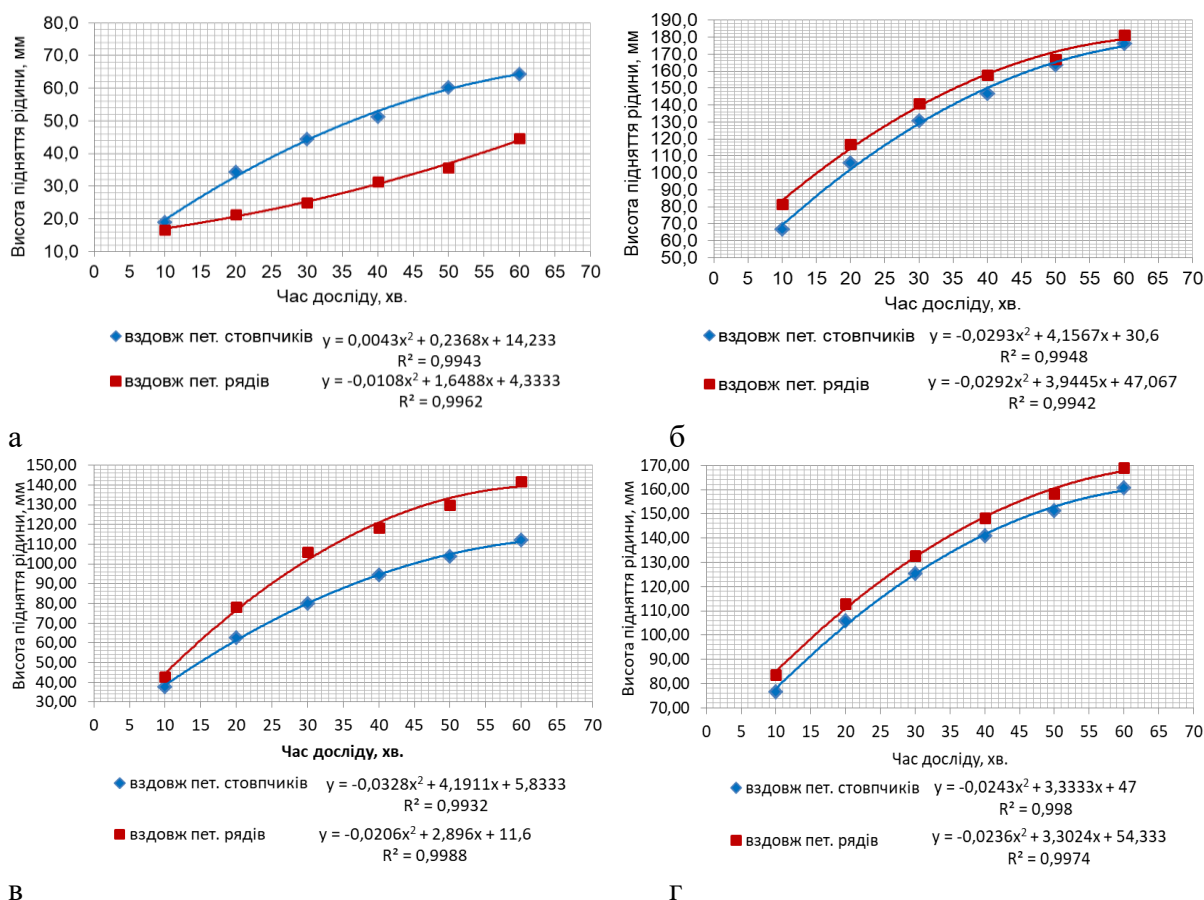 Висота підняття рідини, мм
80,0
70,0
60,0
50,0
40,0
30,0
20,0
10,0
0 5 10 15 20 25 30 35 40 45 50 55 60 65 70
Час досліду, хв.
вздовж пет. стовпчиків y = 0,0043x² + 0,2368x + 14,233
R² = 0,9943
вздовж пет. рядів y = -0,0108x² + 1,6488x + 4,3333
R² = 0,9962
а
Висота підняття рідини, мм
190,0
180,0
170,0
160,0
150,0
140,0
130,0
120,0
110,0
100,0
90,0
80,0
70,0
60,0
50,0
0 5 10 15 20 25 30 35 40 45 50 55 60 65 70
Час досліду, хв.
вздовж пет. стовпчиків y = -0,0293x² + 4,1567x + 30,6
R² = 0,9948
вздовж пет. рядів y = -0,0292x² + 3,9445x + 47,067
R² = 0,9942
б
Висота підняття рідини, мм
150,00
140,00
130,00
120,00
110,00
100,00
90,00
80,00
70,00
60,00
50,00
40,00
30,00
0 5 10 15 20 25 30 35 40 45 50 55 60 65 70
Час досліду, хв.
вздовж пет. стовпчиків y = -0,0328x² + 4,1911x + 5,8333
R² = 0,9932
вздовж пет. рядів y = -0,0206x² + 2,896x + 11,6
R² = 0,9988
в
Висота підняття рідини, мм
170,00
160,00
150,00
140,00
130,00
120,00
110,00
100,00
90,00
80,00
70,00
0 5 10 15 20 25 30 35 40 45 50 55 60 65 70
Час досліду, хв.
вздовж пет. стовпчиків y = -0,0243x² + 3,3333x + 47
R² = 0,998
вздовж пет. рядів y = -0,0236x² + 3,3024x + 54,333
R² = 0,9974
г